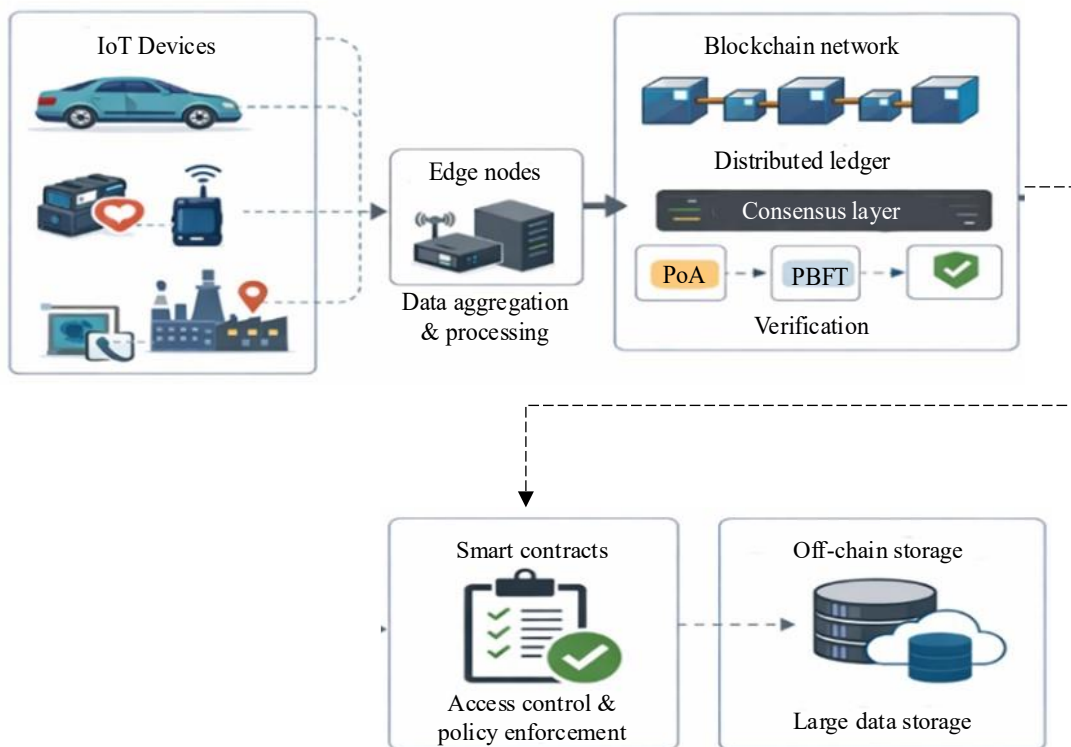 IoT Devices
Blockchain network
Edge nodes
Data aggregation
& processing
Distributed ledger
Consensus layer
PoA
PBFT
Verification
Smart contracts
Access control &
policy enforcement
Off-chain storage
Large data storage